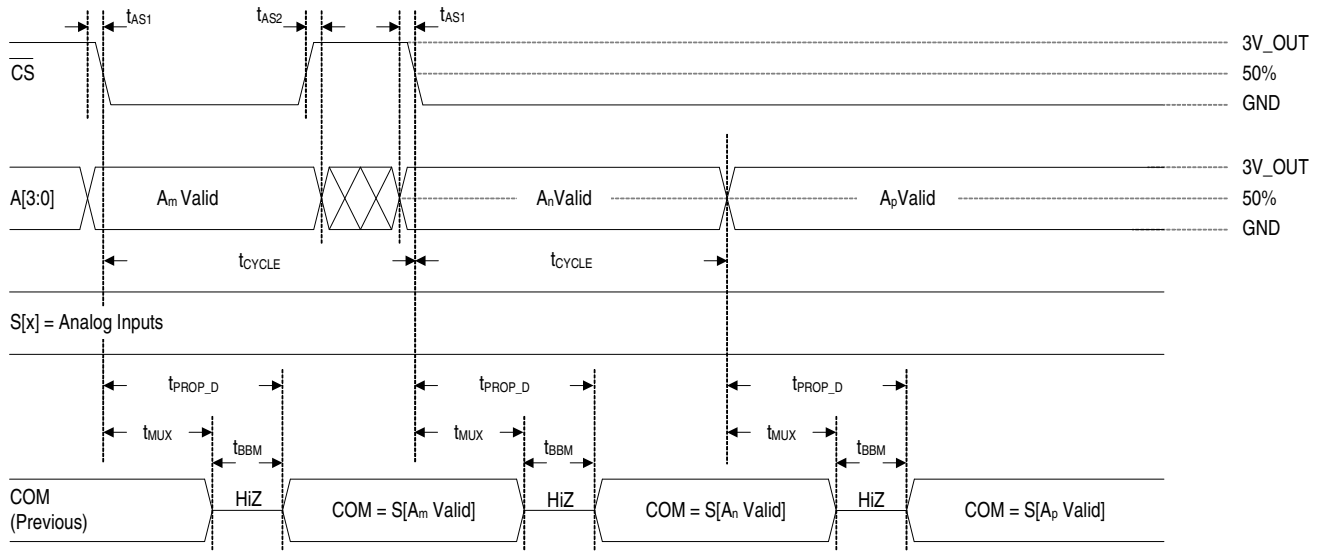 tAS1 tAS2 tAS1
3V_OUT
CS
50%
GND
3V_OUT
A[3:0] Am Valid AnValid ApValid
50%
GND
tCYCLE tCYCLE
S[x] = Analog Inputs
tPROP_D tPROP_D tPROP_D
tMUX tMUX tMUX
tBBM tBBM tBBM
COM
(Previous)
HiZ COM = S[Am Valid] HiZ COM = S[An Valid] HiZ COM = S[Ap Valid]